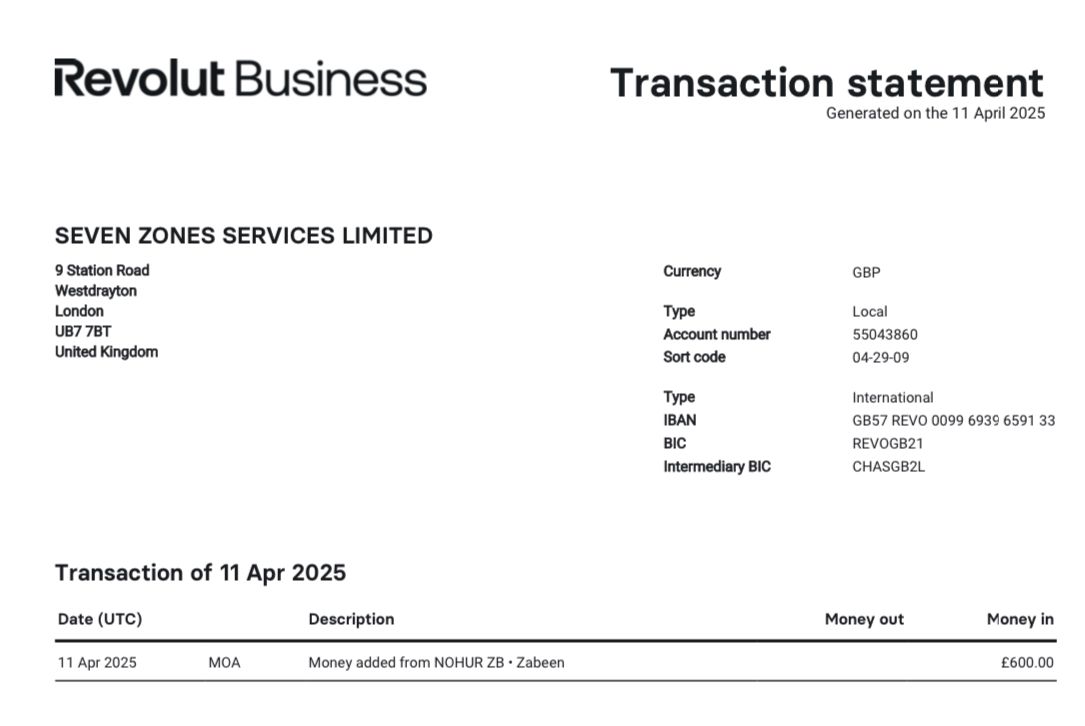 Revolut Business
Transaction statement
Generated on the 11 April 2025
SEVEN ZONES SERVICES LIMITED
9 Station Road
Westdrayton
London
UB7 7BT
United Kingdom
Currency GBP
Type Local
Account number 55043860
Sort code 04-29-09
Type International
IBAN GB57 REVO 0099 6939 6591 33
BIC REVOGB21
Intermediary BIC CHASGB2L
Transaction of 11 Apr 2025
Date (UTC) Description Money out Money in
11 Apr 2025 MOA Money added from NOHUR ZB • Zabeen £600.00